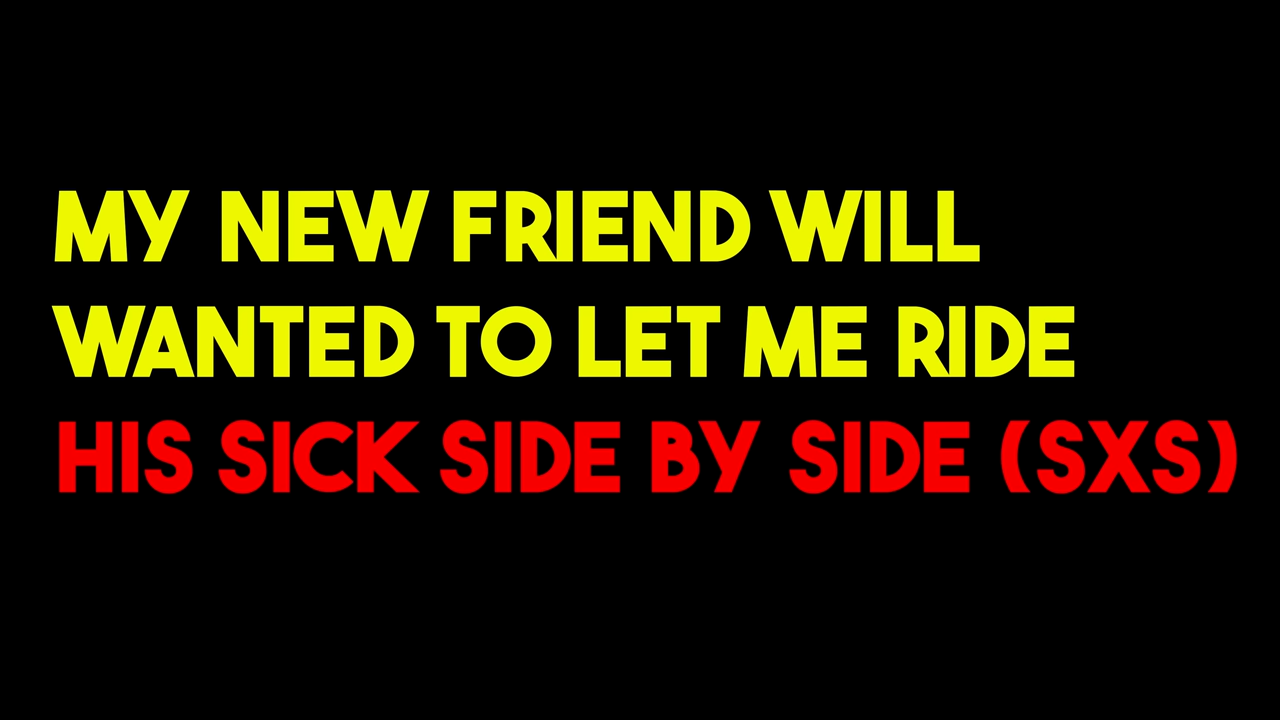 MY NEW FRIEND WILL
WANTED TO LET ME RIDE
HIS SICK SIDE BY SIDE (SXS)